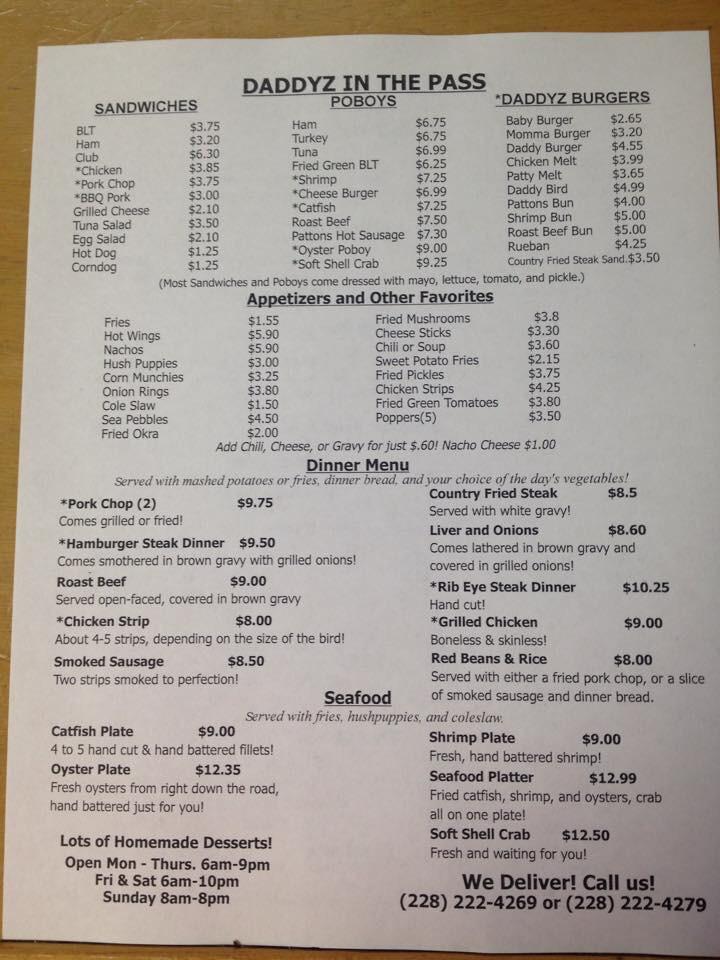 DADDYZ IN THE PASS
SANDWICHES
BLT $3.75
Ham $3.20
Club $6.30
*Chicken $3.85
*Pork Chop $3.75
*BBQ Pork $3.00
Grilled Cheese $2.10
Tuna Salad $3.50
Egg Salad $2.10
Hot Dog $1.25
Corndog $1.25
POBOYS
Ham $6.75
Turkey $6.75
Tuna $6.99
Fried Green BLT $6.25
*Shrimp $7.25
*Cheese Burger $6.99
*Catfish $7.25
Roast Beef $7.50
Pattons Hot Sausage $7.30
*Oyster Poboy $9.00
*Soft Shell Crab $9.25
*DADDYZ BURGERS
Baby Burger $2.65
Momma Burger $3.20
Daddy Burger $4.55
Chicken Melt $3.99
Patty Melt $3.65
Daddy Bird $4.99
Pattons Bun $4.00
Shrimp Bun $5.00
Roast Beef Bun $5.00
Rueban $4.25
Country Fried Steak Sand.$3.50
(Most Sandwiches and Poboys come dressed with mayo, lettuce, tomato, and pickle.)
Appetizers and Other Favorites
Fries $1.55
Hot Wings $5.90
Nachos $5.90
Hush Puppies $3.00
Corn Munchies $3.25
Onion Rings $3.80
Cole Slaw $1.50
Sea Pebbles $4.50
Fried Okra $2.00
Fried Mushrooms $3.8
Cheese Sticks $3.30
Chili or Soup $3.60
Sweet Potato Fries $2.15
Fried Pickles $3.75
Chicken Strips $4.25
Fried Green Tomatoes $3.80
Poppers(5) $3.50
Add Chili, Cheese, or Gravy for just $.60! Nacho Cheese $1.00
Dinner Menu
Served with mashed potatoes or fries, dinner bread, and your choice of the day's vegetables!
*Pork Chop (2) $9.75
Comes grilled or fried!
*Hamburger Steak Dinner $9.50
Comes smothered in brown gravy with grilled onions!
Roast Beef $9.00
Served open-faced, covered in brown gravy
*Chicken Strip $8.00
About 4-5 strips, depending on the size of the bird!
Smoked Sausage $8.50
Two strips smoked to perfection!
Country Fried Steak $8.5
Served with white gravy!
Liver and Onions $8.60
Comes lathered in brown gravy and
covered in grilled onions!
*Rib Eye Steak Dinner $10.25
Hand cut!
*Grilled Chicken $9.00
Boneless & skinless!
Red Beans & Rice $8.00
Served with either a fried pork chop, or a slice
of smoked sausage and dinner bread.
Seafood
Served with fries, hushpuppies, and coleslaw.
Catfish Plate $9.00
4 to 5 hand cut & hand battered fillets!
Oyster Plate $12.35
Fresh oysters from right down the road,
hand battered just for you!
Shrimp Plate $9.00
Fresh, hand battered shrimp!
Seafood Platter $12.99
Fried catfish, shrimp, and oysters, crab
all on one plate!
Soft Shell Crab $12.50
Fresh and waiting for you!
Lots of Homemade Desserts!
Open Mon - Thurs. 6am-9pm
Fri & Sat 6am-10pm
Sunday 8am-8pm
We Deliver! Call us!
(228) 222-4269 or (228) 222-4279